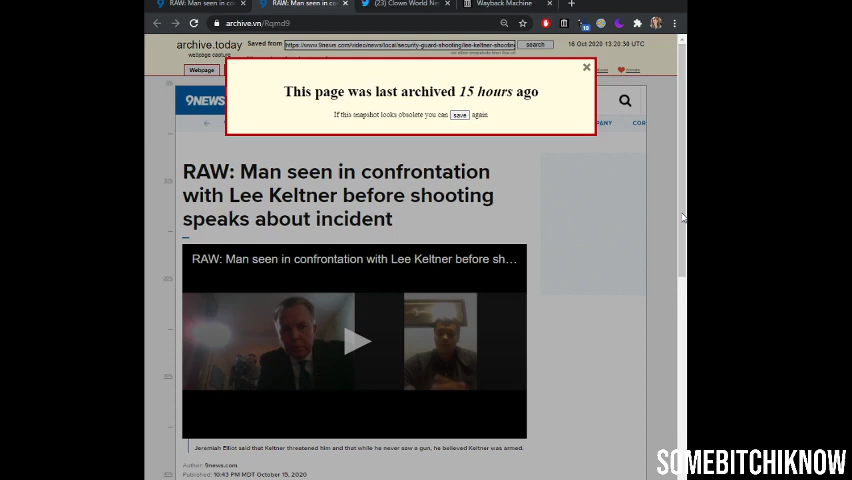 RAW: Man seen in con
RAW: Man seen in con
(23) Clown World Ne
Wayback Machine
archive.vn/Rqmd9
archive.today
webpage capture
Saved from
https://www.9news.com/video/news/local/security-guard-shooting/lee-keltner-shootin
search
16 Oct 2020 13:20:30 UTC
Webpage
This page was last archived 15 hours ago
If this snapshot looks obsolete you can save again
9NEWS
COR
RAW: Man seen in confrontation
with Lee Keltner before shooting
speaks about incident
RAW: Man seen in confrontation with Lee Keltner before sh...
Jeremiah Elliot said that Keltner threatened him and that while he never saw a gun, he believed Keltner was armed.
Author: 9news.com
Published: 10:43 PM MDT October 15, 2020
SOMEBITCHIKNOW